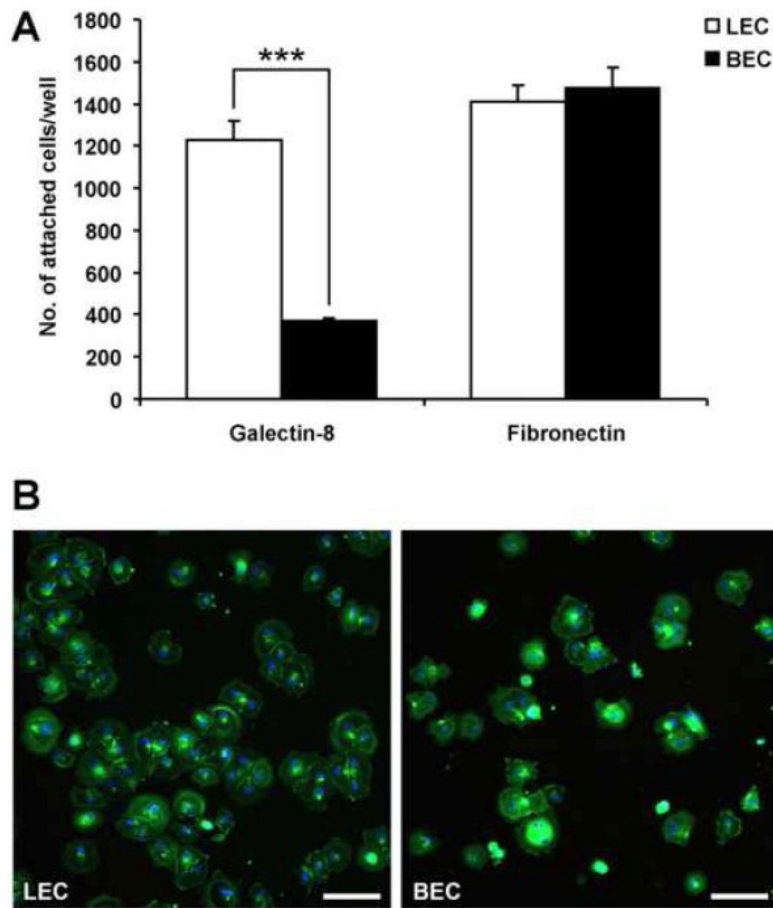 A
1800
1600
1400
1200
1000
800
600
400
200
0
No. of attached cells/well
***
LEC
BEC
Galectin-8
Fibronectin
B
LEC
BEC